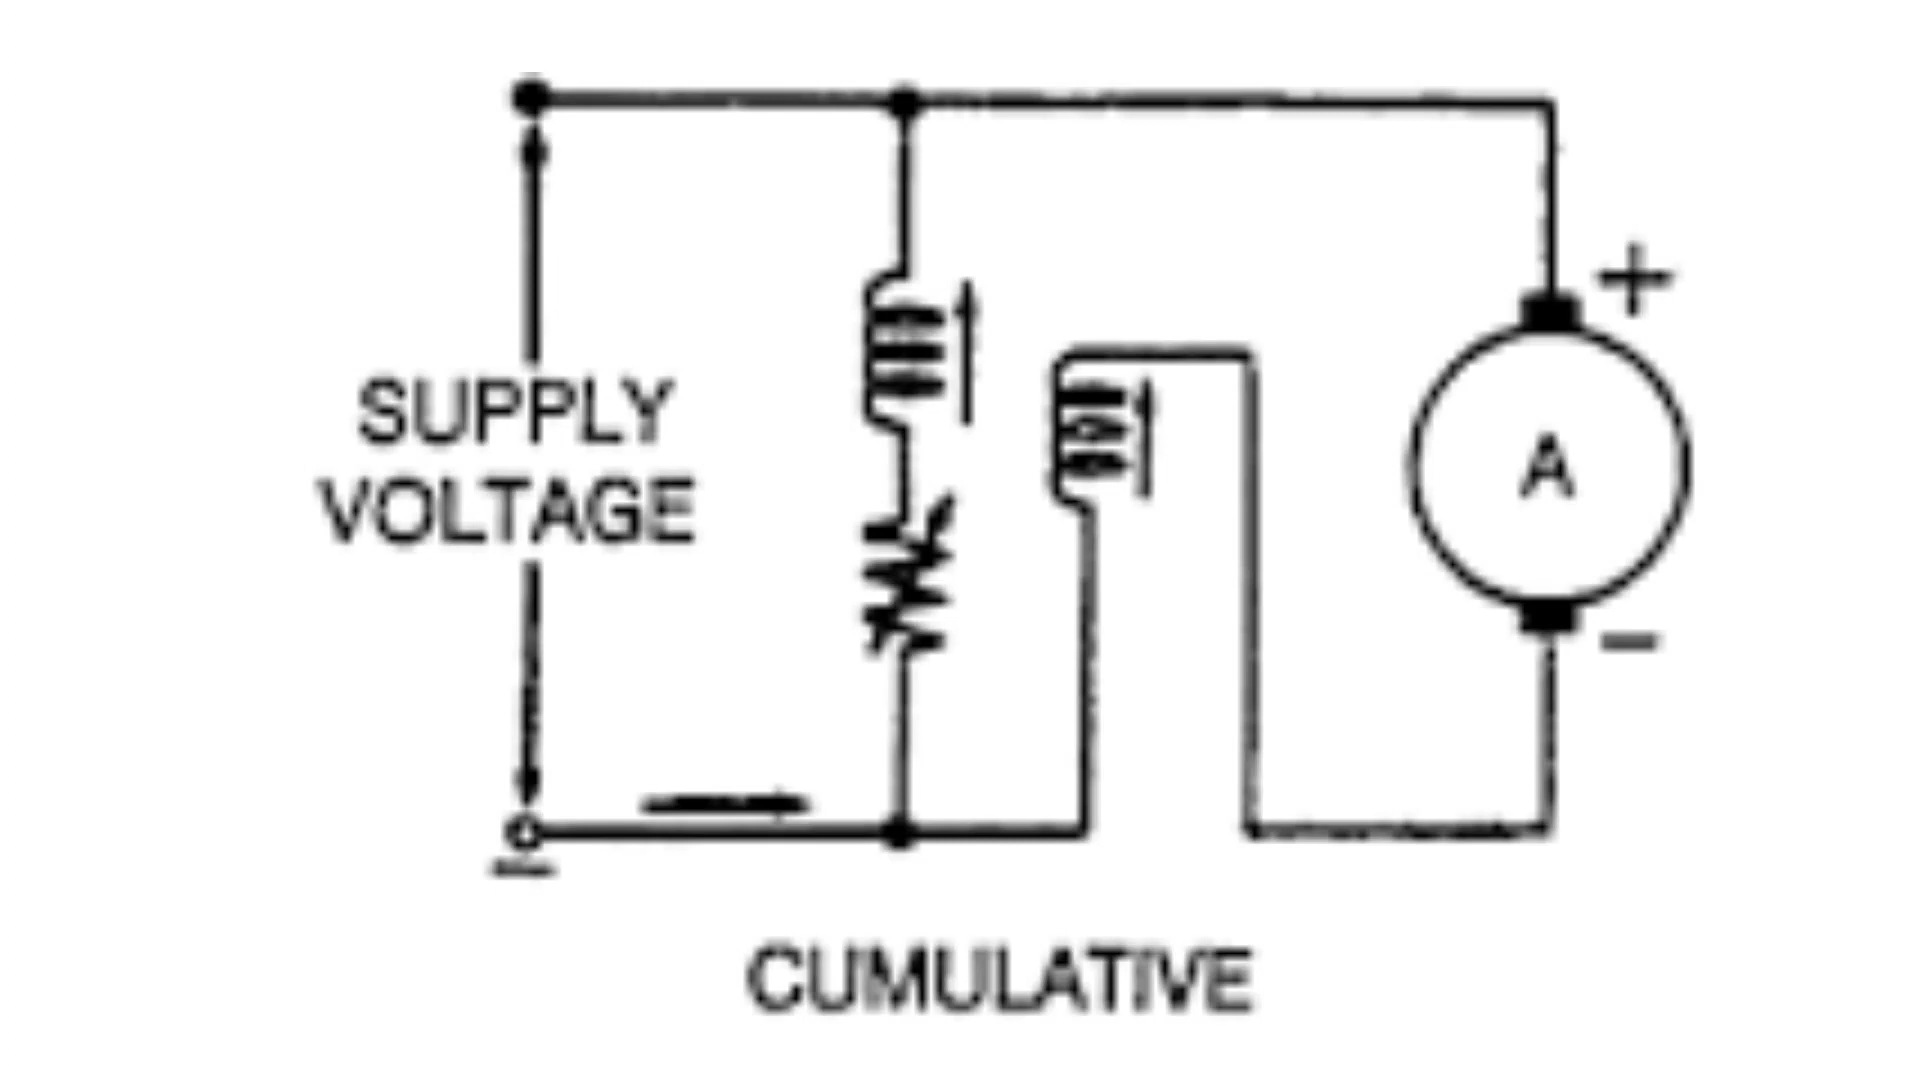 +
SUPPLY
VOLTAGE
A
−
−
CUMULATIVE